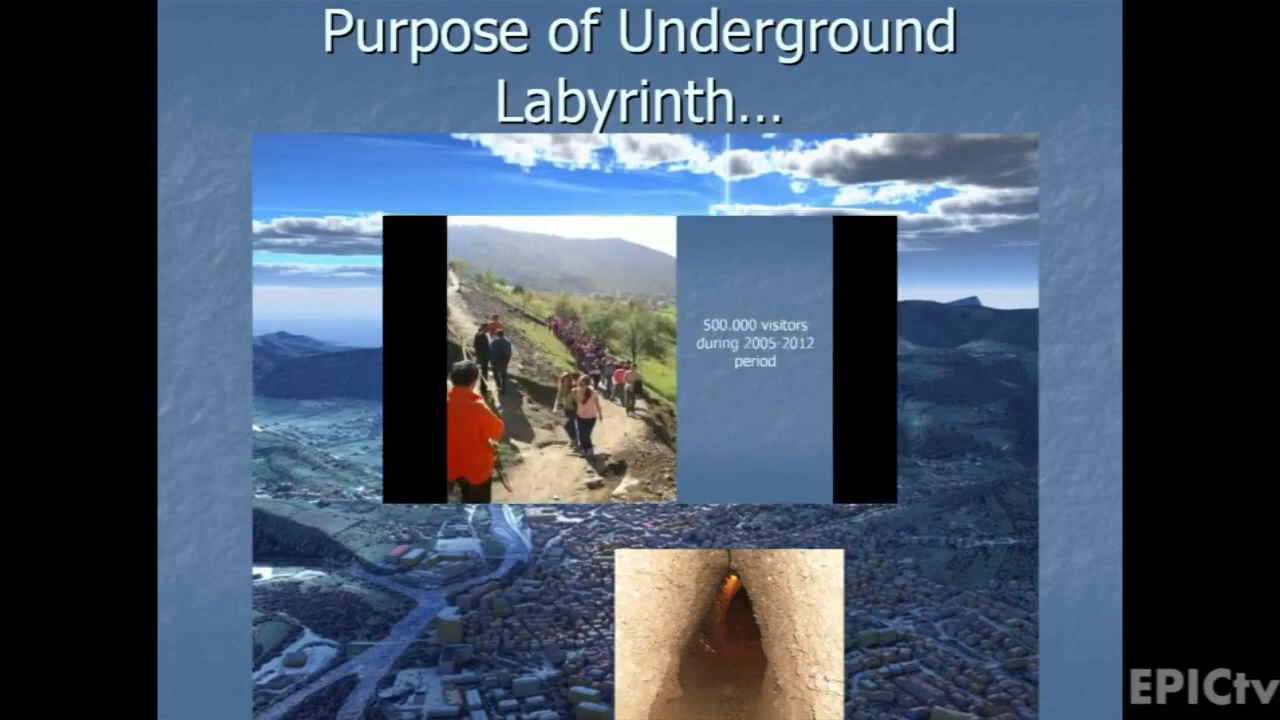 Purpose of Underground
Labyrinth...
500.000 visitors
during 2005-2012
period
EPICtv